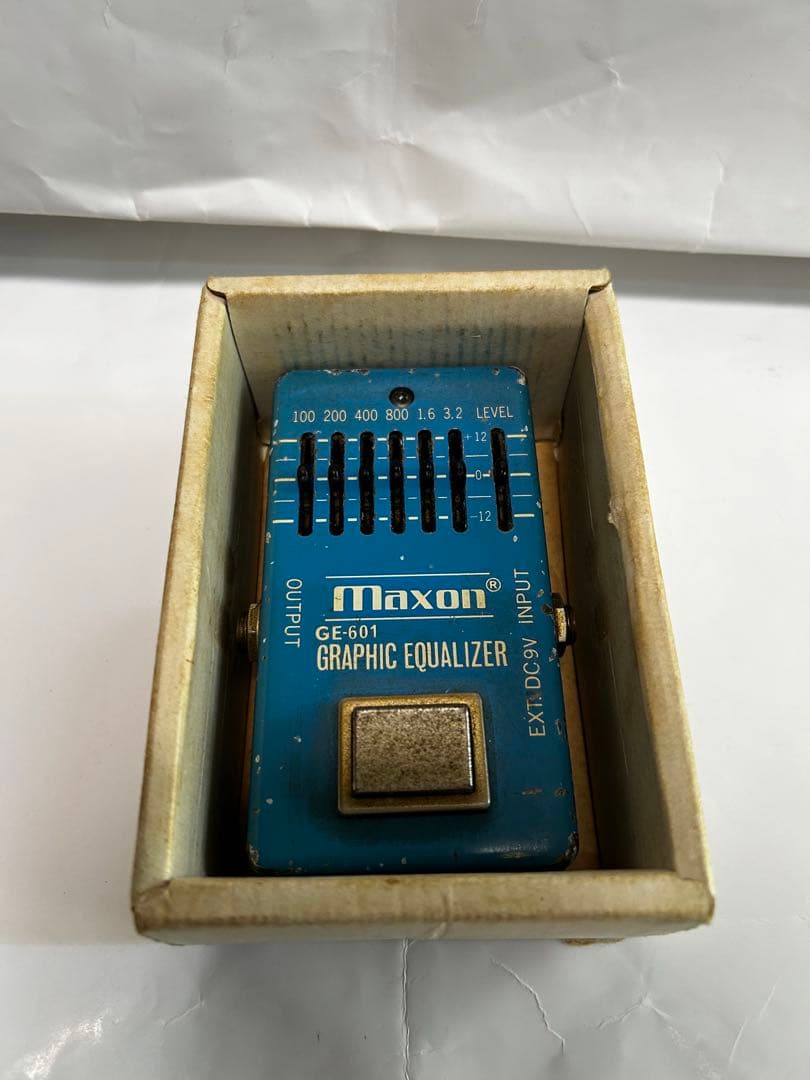 100 200 400 800 1.6 3.2 LEVEL
+12
0
-12
maxon®
GE-601
GRAPHIC EQUALIZER
OUTPUT
EXT. DC9V INPUT